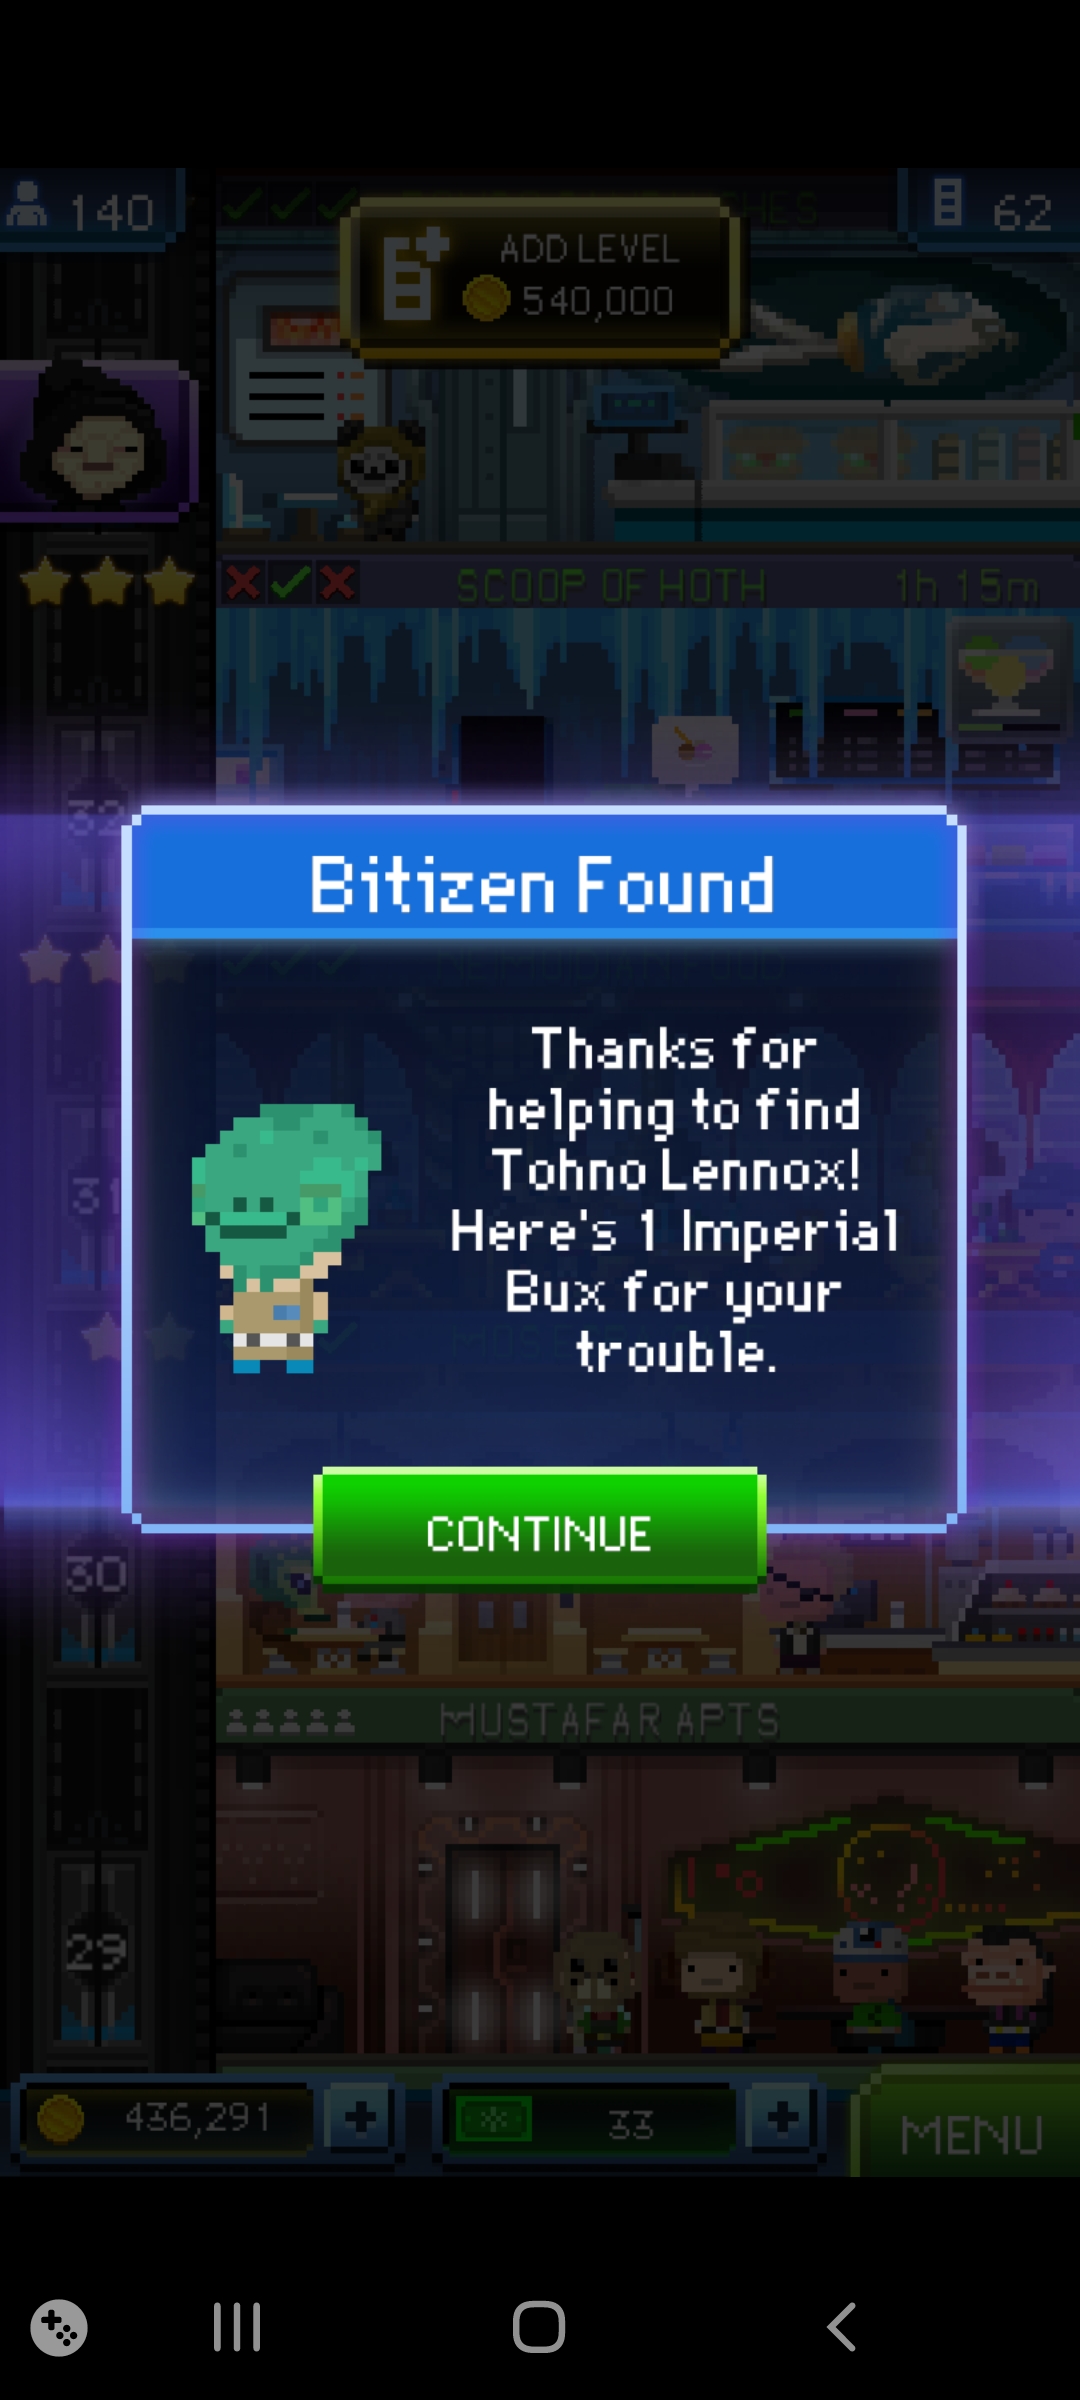 140
62
ADD LEVEL
540,000
SCOOP OF HOTH 1h 15m
32
Bitizen Found
Thanks for
helping to find
Tohno Lennox!
Here's 1 Imperial
Bux for your
trouble.
31
CONTINUE
30
MUSTAFAR APTS
29
436,291
33
MENU